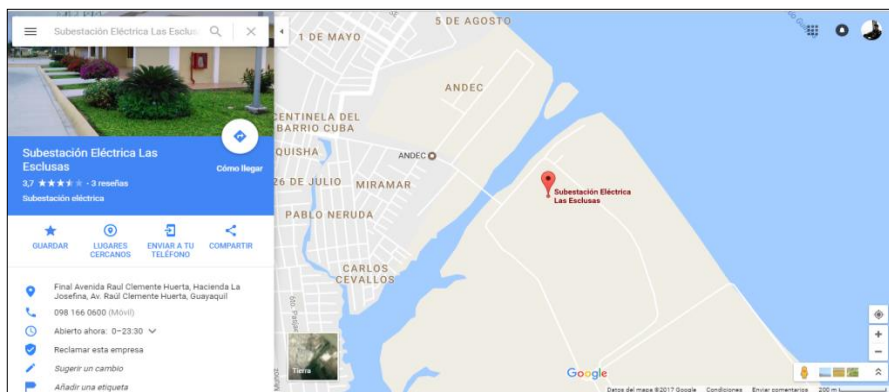 Subestación Eléctrica Las Esclus
Subestación Eléctrica Las
Esclusas
Cómo llegar
3,7 ★★★★★ - 3 reseñas
Subestación eléctrica
GUARDAR
LUGARES
CERCANOS
ENVIAR A TU
TELÉFONO
COMPARTIR
Final Avenida Raul Clemente Huerta, Hacienda La
Josefina, Av. Raúl Clemente Huerta, Guayaquil
098 166 0600 (Móvil)
Abierto ahora: 0–23:30
Reclamar esta empresa
Sugerir un cambio
Añadir una etiqueta
5 DE AGOSTO
1 DE MAYO
ANDEC
CENTINELA DEL
BARRIO CUBA
QUISHA
ANDEC
26 DE JULIO
MIRAMAR
PABLO NERUDA
CARLOS
CEVALLOS
Subestación Eléctrica
Las Esclusas
Tierra
Google
Datos del mapa ©2017 Google
Condiciones
Enviar comentarios
200 m